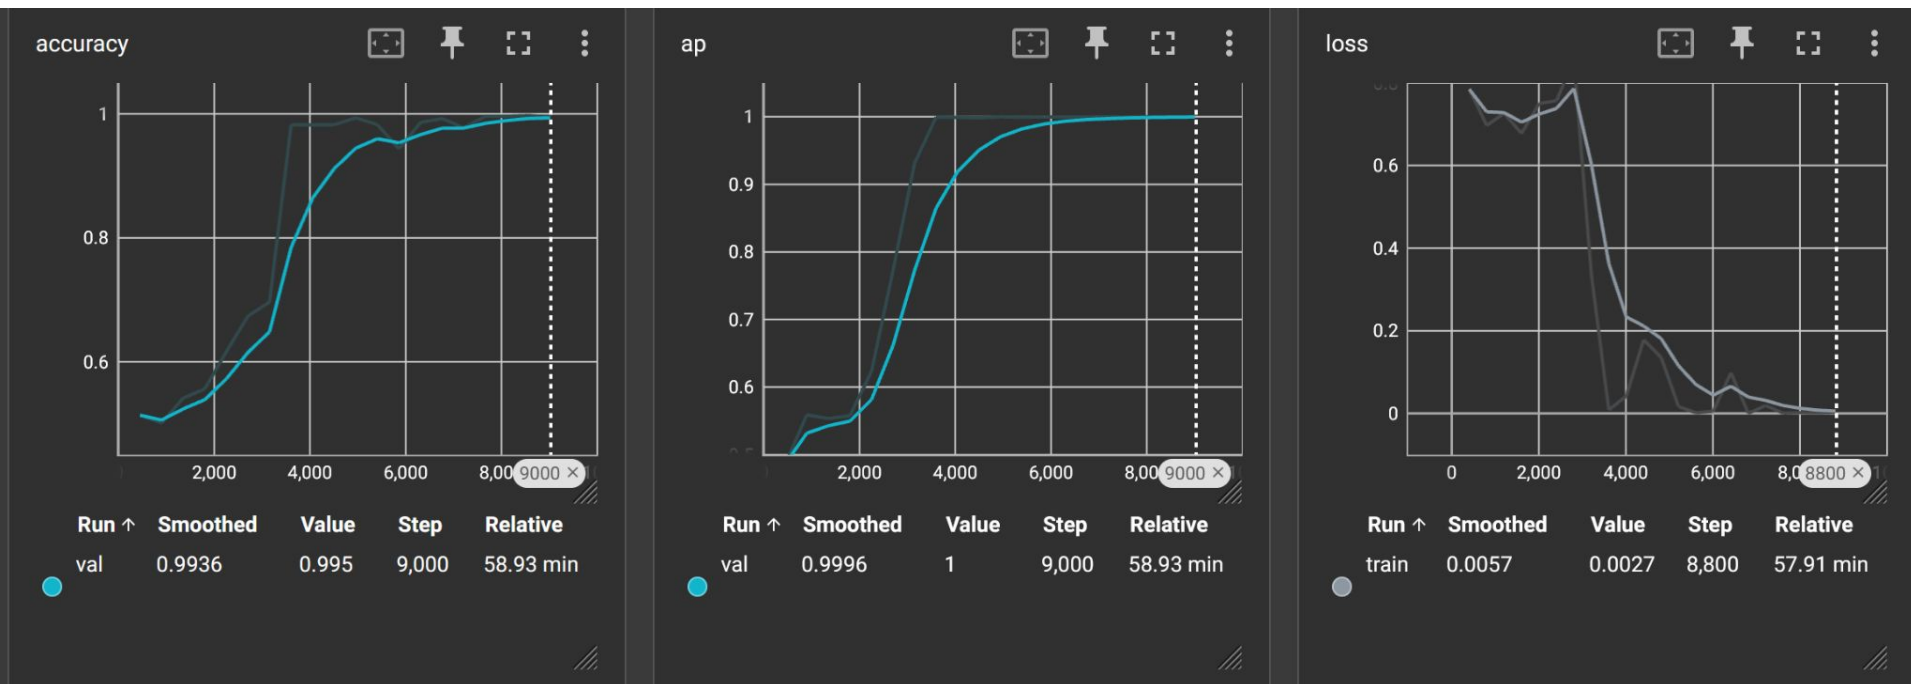 accuracy
1
0.8
0.6
2,000 4,000 6,000 8,00 9000 ×
Run ↑ Smoothed Value Step Relative
val 0.9936 0.995 9,000 58.93 min
ap
1
0.9
0.8
0.7
0.6
2,000 4,000 6,000 8,00 9000 ×
Run ↑ Smoothed Value Step Relative
val 0.9996 1 9,000 58.93 min
loss
0.6
0.4
0.2
0
0 2,000 4,000 6,000 8,0 8800 ×
Run ↑ Smoothed Value Step Relative
train 0.0057 0.0027 8,800 57.91 min